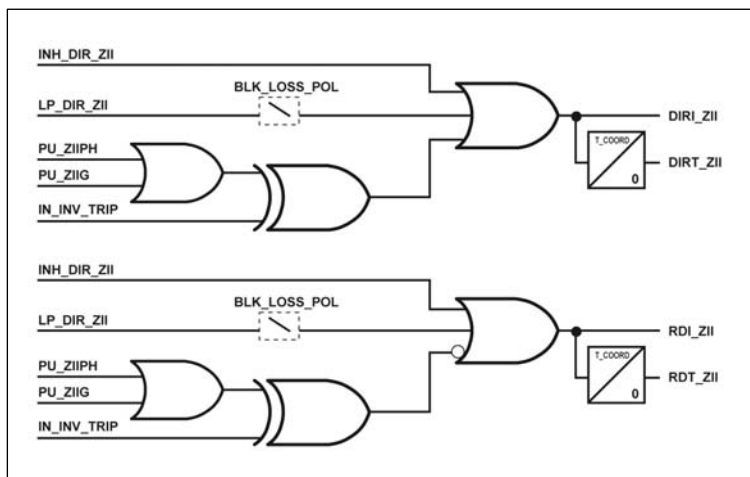 INH_DIR_ZII
BLK_LOSS_POL
LP_DIR_ZII
DIRI_ZII
T_COORD
PU_ZIIPH
DIRT_ZII
PU_ZIIG
0
IN_INV_TRIP
INH_DIR_ZII
BLK_LOSS_POL
LP_DIR_ZII
RDI_ZII
T_COORD
PU_ZIIPH
RDT_ZII
PU_ZIIG
0
IN_INV_TRIP